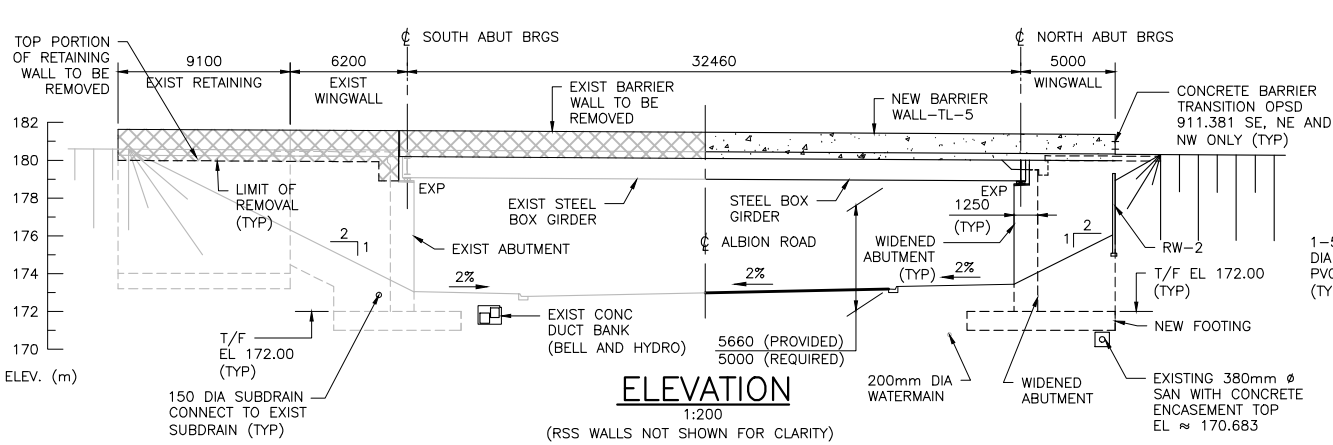 TOP PORTION
OF RETAINING
WALL TO BE
REMOVED
9100
EXIST RETAINING
6200
EXIST
WINGWALL
℄ SOUTH ABUT BRGS
32460
℄ NORTH ABUT BRGS
5000
WINGWALL
EXIST BARRIER
WALL TO BE
REMOVED
NEW BARRIER
WALL-TL-5
CONCRETE BARRIER
TRANSITION OPSD
911.381 SE, NE AND
NW ONLY (TYP)
182
180
178
176
174
172
170
ELEV. (m)
LIMIT OF
REMOVAL
(TYP)
EXP
EXIST STEEL
BOX GIRDER
STEEL BOX
GIRDER
EXP
1250
(TYP)
2
1
EXIST ABUTMENT
℄ ALBION ROAD
WIDENED
ABUTMENT
(TYP)
2
1
RW-2
2%
2%
2%
T/F EL 172.00
(TYP)
1-5
DIA
PVC
(TY
T/F
EL 172.00
(TYP)
EXIST CONC
DUCT BANK
(BELL AND HYDRO)
5660 (PROVIDED)
5000 (REQUIRED)
NEW FOOTING
150 DIA SUBDRAIN
CONNECT TO EXIST
SUBDRAIN (TYP)
200mm DIA
WATERMAIN
WIDENED
ABUTMENT
EXISTING 380mm ø
SAN WITH CONCRETE
ENCASEMENT TOP
EL ≈ 170.683
ELEVATION
1:200
(RSS WALLS NOT SHOWN FOR CLARITY)